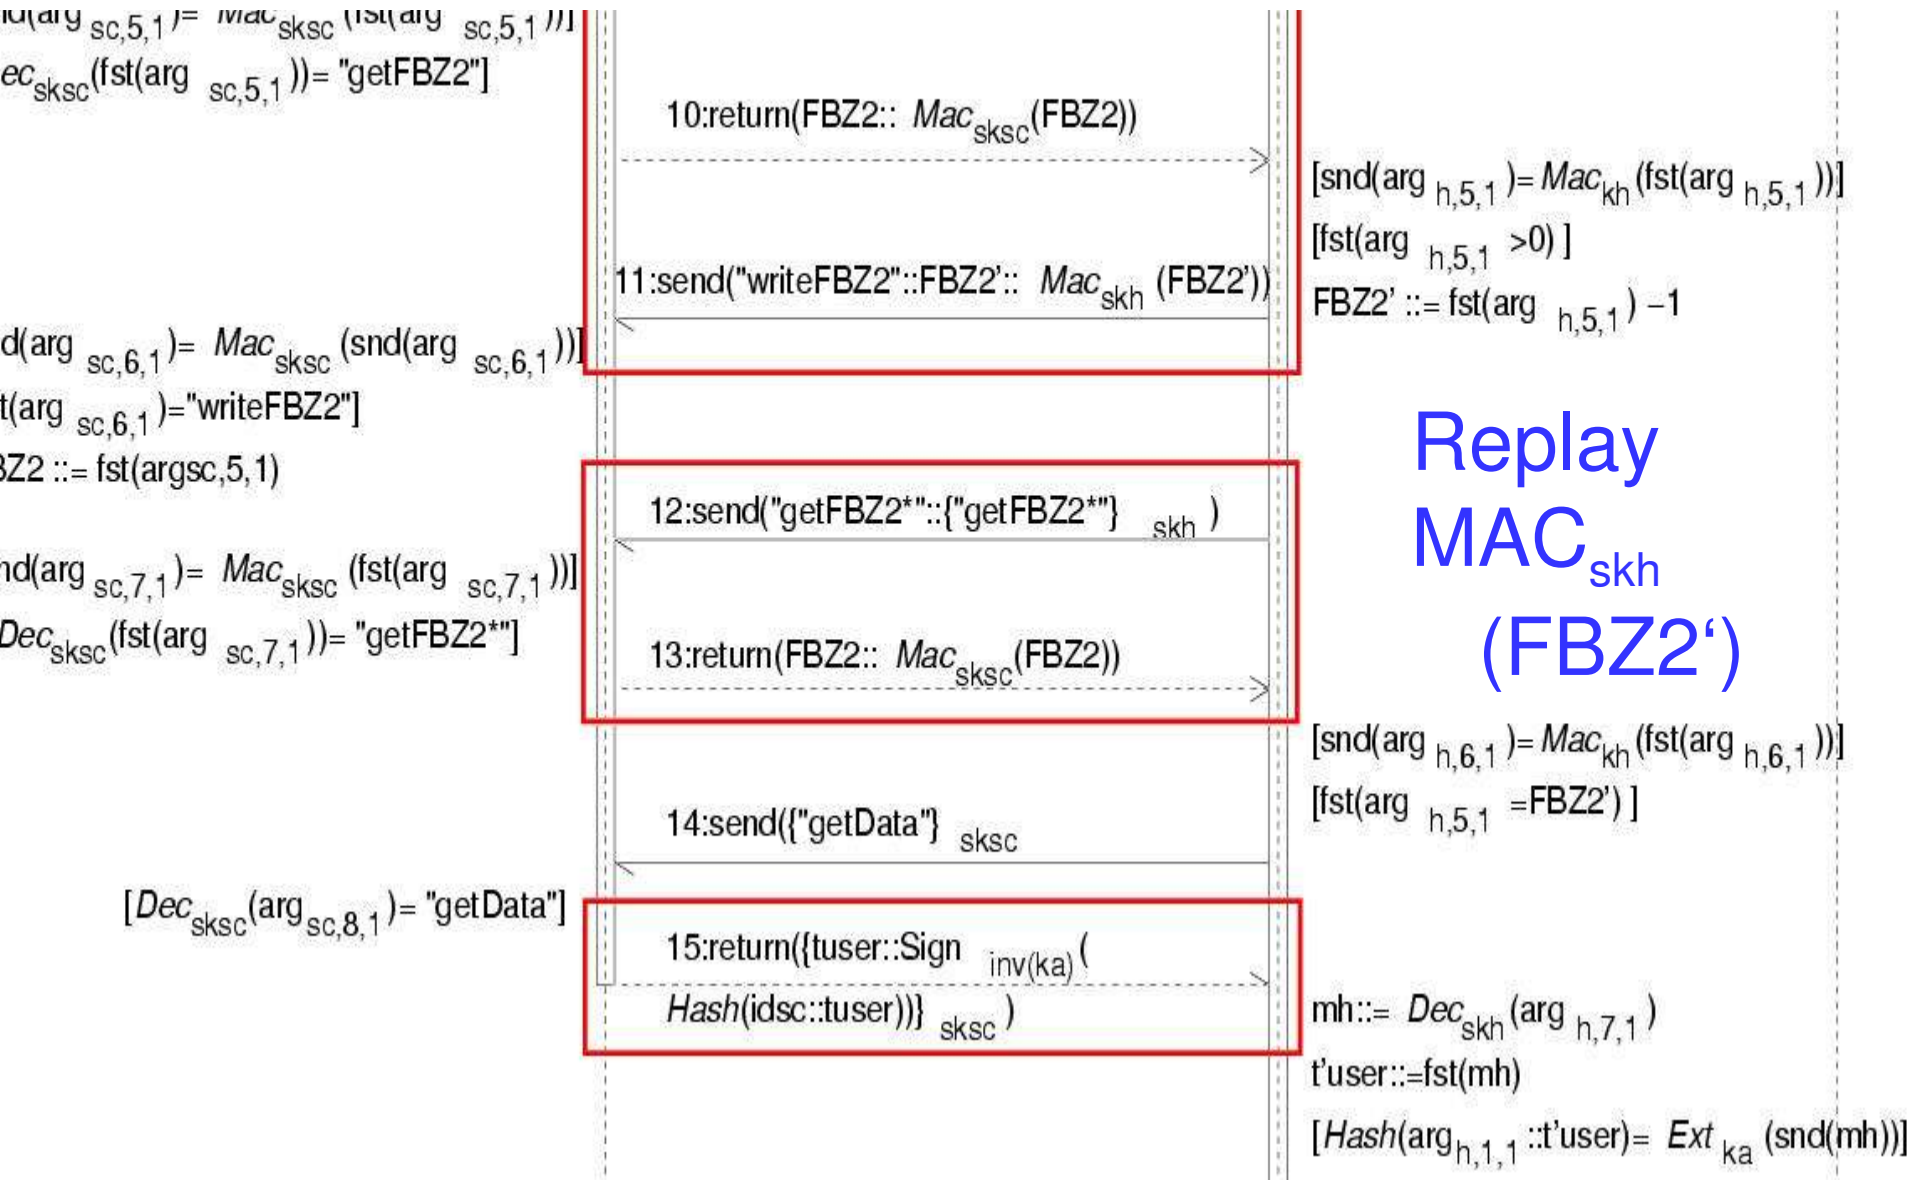 nd(arg sc,5,1 )= Mac sksc (fst(arg sc,5,1 ))]
ec sksc (fst(arg sc,5,1 ))= "getFBZ2"]
10:return(FBZ2:: Mac sksc (FBZ2))
[snd(arg h,5,1 )= Mac kh (fst(arg h,5,1 ))]
[fst(arg h,5,1 >0) ]
11:send("writeFBZ2"::FBZ2':: Mac skh (FBZ2'))
FBZ2' ::= fst(arg h,5,1 ) −1
d(arg sc,6,1 )= Mac sksc (snd(arg sc,6,1 ))]
t(arg sc,6,1 )="writeFBZ2"]
BZ2 ::= fst(argsc,5,1)
Replay
MAC skh
(FBZ2‘)
12:send("getFBZ2*"::{"getFBZ2*"} skh )
nd(arg sc,7,1 )= Mac sksc (fst(arg sc,7,1 ))]
Dec sksc (fst(arg sc,7,1 ))= "getFBZ2*"]
13:return(FBZ2:: Mac sksc (FBZ2))
[snd(arg h,6,1 )= Mac kh (fst(arg h,6,1 ))]
[fst(arg h,5,1 =FBZ2') ]
14:send({"getData"} sksc
[Dec sksc (arg sc,8,1 )= "getData"]
15:return({tuser::Sign inv(ka) (
Hash(idsc::tuser))} sksc )
mh::= Dec skh (arg h,7,1 )
t'user::=fst(mh)
[Hash(arg h,1,1 ::t'user)= Ext ka (snd(mh))]